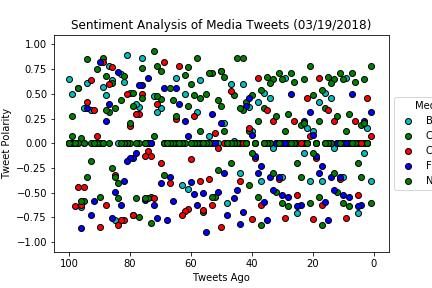 Sentiment Analysis of Media Tweets (03/19/2018)
1.00
0.75
0.50
0.25
0.00
−0.25
−0.50
−0.75
−1.00
Tweet Polarity
100
80
60
40
20
0
Tweets Ago
Med
B
C
C
F
N